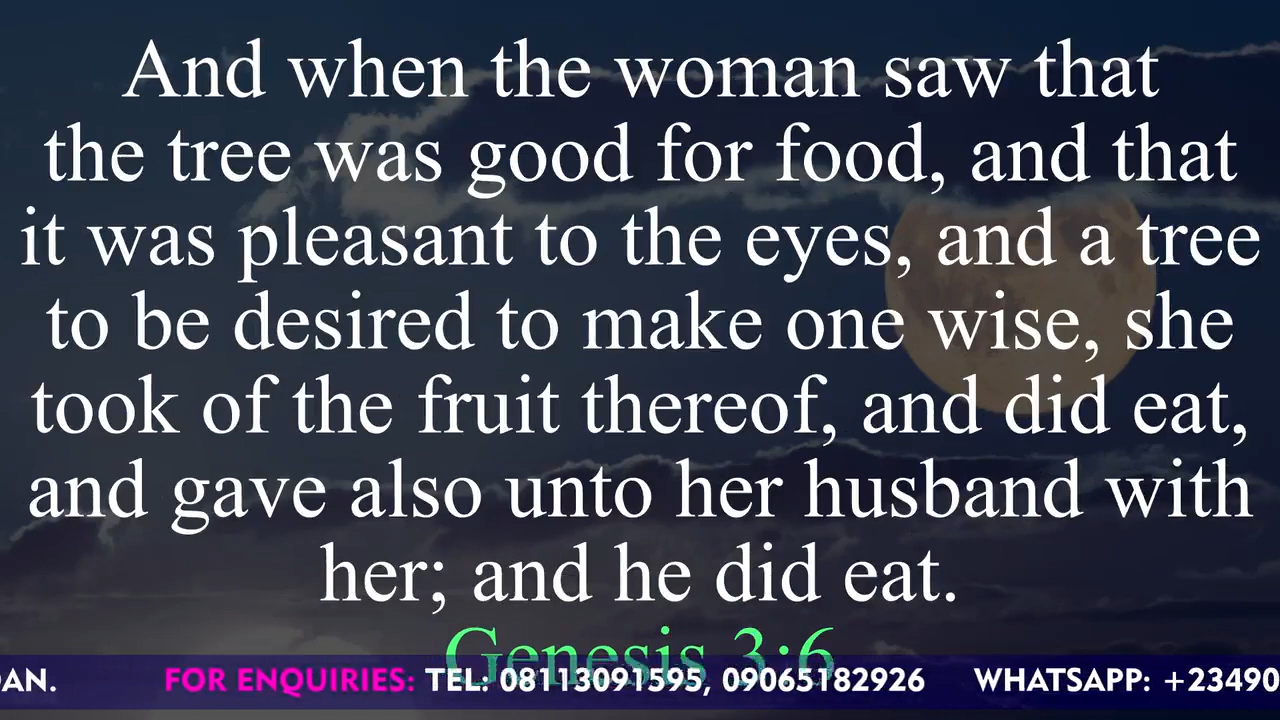 And when the woman saw that
the tree was good for food, and that
it was pleasant to the eyes, and a tree
to be desired to make one wise, she
took of the fruit thereof, and did eat,
and gave also unto her husband with
her; and he did eat.
Genesis 3:6
FOR ENQUIRIES: TEL: 08113091595, 09065182926 WHATSAPP: +23490